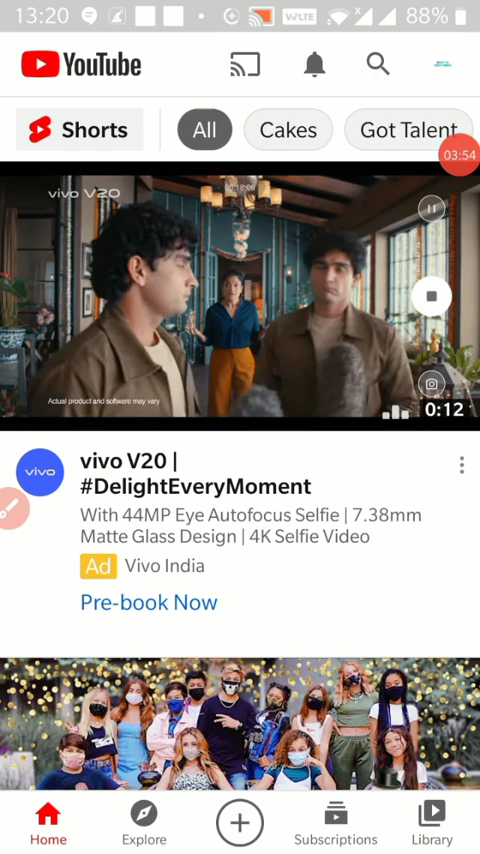 13:20
VoLTE
x
88%
YouTube
Shorts
All
Cakes
Got Talent
03:54
vivo V20
Actual product and software may vary
0:12
vivo
vivo V20 |
#DelightEveryMoment
With 44MP Eye Autofocus Selfie | 7.38mm
Matte Glass Design | 4K Selfie Video
Ad Vivo India
Pre-book Now
Home
Explore
Subscriptions
Library